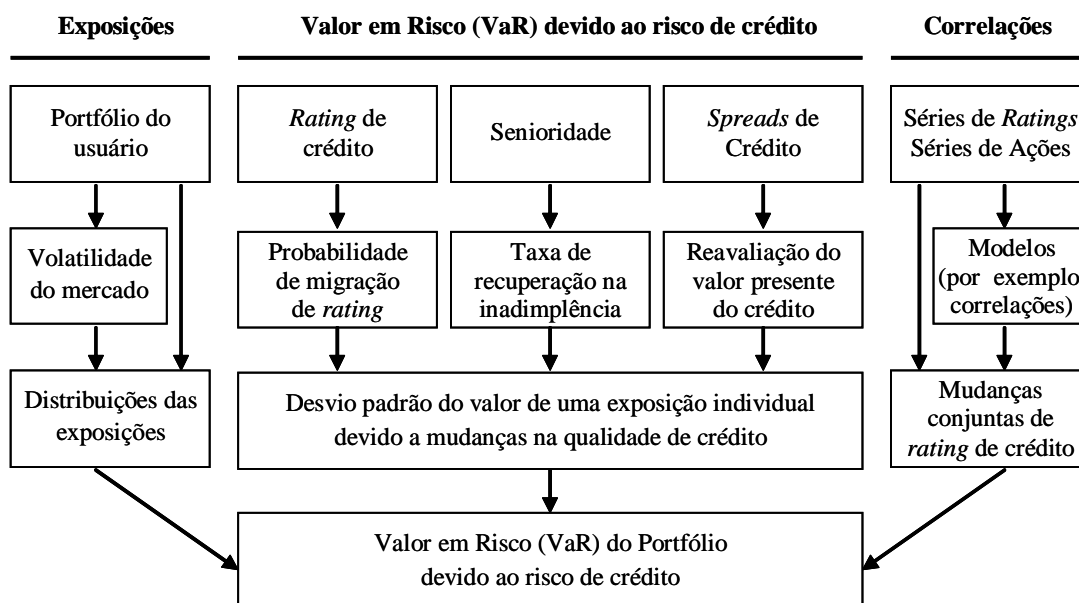 Exposições
Valor em Risco (VaR) devido ao risco de crédito
Correlações
Portfólio do
usuário
Rating de
crédito
Senioridade
Spreads de
Crédito
Séries de Ratings
Séries de Ações
Volatilidade
do mercado
Probabilidade
de migração
de rating
Taxa de
recuperação na
inadimplência
Reavaliação do
valor presente
do crédito
Modelos
(por exemplo
correlações)
Distribuições das
exposições
Desvio padrão do valor de uma exposição individual
devido a mudanças na qualidade de crédito
Mudanças
conjuntas de
rating de crédito
Valor em Risco (VaR) do Portfólio
devido ao risco de crédito